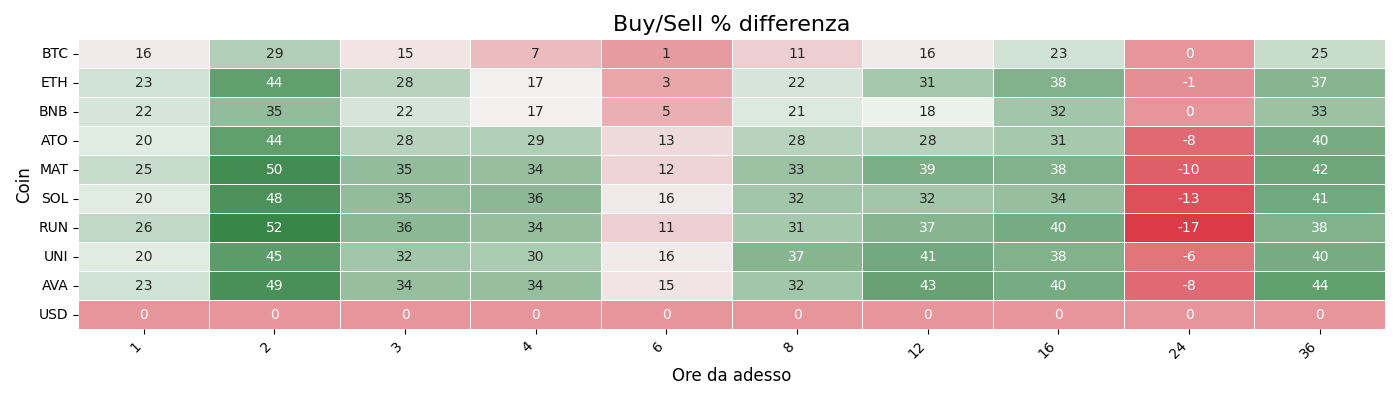 Buy/Sell % differenza
Coin
BTC 16 29 15 7 1 11 16 23 0 25
ETH 23 44 28 17 3 22 31 38 -1 37
BNB 22 35 22 17 5 21 18 32 0 33
ATO 20 44 28 29 13 28 28 31 -8 40
MAT 25 50 35 34 12 33 39 38 -10 42
SOL 20 48 35 36 16 32 32 34 -13 41
RUN 26 52 36 34 11 31 37 40 -17 38
UNI 20 45 32 30 16 37 41 38 -6 40
AVA 23 49 34 34 15 32 43 40 -8 44
USD 0 0 0 0 0 0 0 0 0 0
1 2 3 4 6 8 12 16 24 36
Ore da adesso